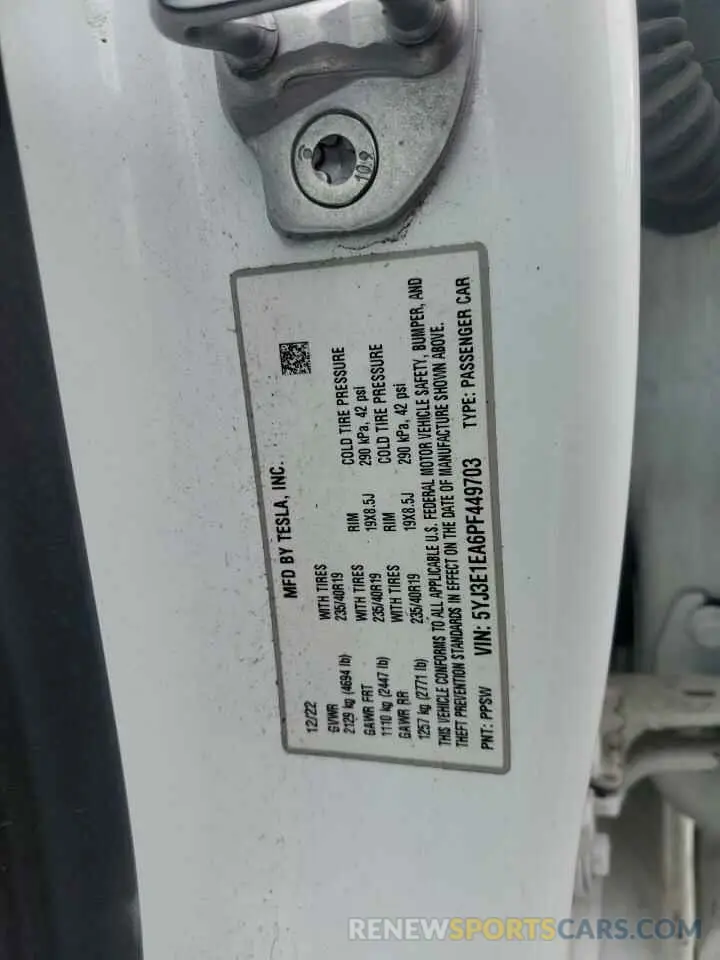 10.9
MFD BY TESLA, INC.
12/22
GVWR WITH TIRES RIM COLD TIRE PRESSURE
2129 kg (4694 lb) 235/40R19 19X8.5J 290 kPa, 42 psi
GAWR FRT WITH TIRES RIM COLD TIRE PRESSURE
1110 kg (2447 lb) 235/40R19 19X8.5J 290 kPa, 42 psi
GAWR RR WITH TIRES
1257 kg (2771 lb) 235/40R19
THIS VEHICLE CONFORMS TO ALL APPLICABLE U.S. FEDERAL MOTOR VEHICLE SAFETY, BUMPER, AND
THEFT PREVENTION STANDARDS IN EFFECT ON THE DATE OF MANUFACTURE SHOWN ABOVE.
PNT: PPSW VIN: 5YJ3E1EA6PF449703 TYPE: PASSENGER CAR
RENEWSPORTSCARS.COM